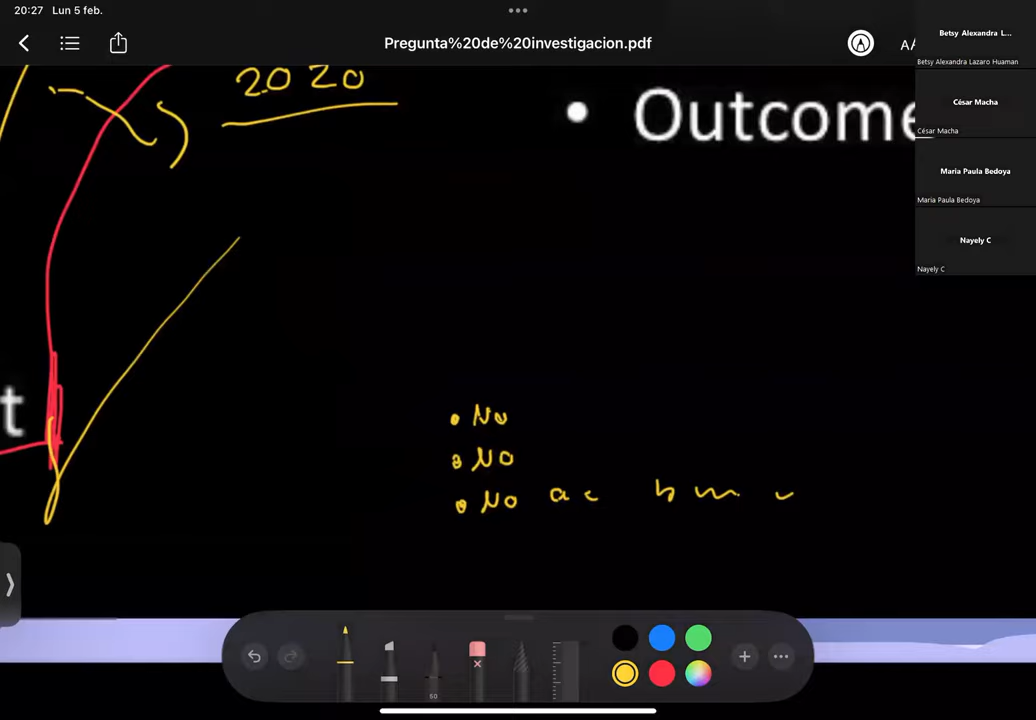 20:27 Lun 5 feb.
Pregunta%20de%20investigacion.pdf
AA
Betsy Alexandra L...
Betsy Alexandra Lazaro Huaman
César Macha
César Macha
Maria Paula Bedoya
Maria Paula Bedoya
Nayely C
Nayely C
2020
• Outcome
t
• No
• NO
• NO
50